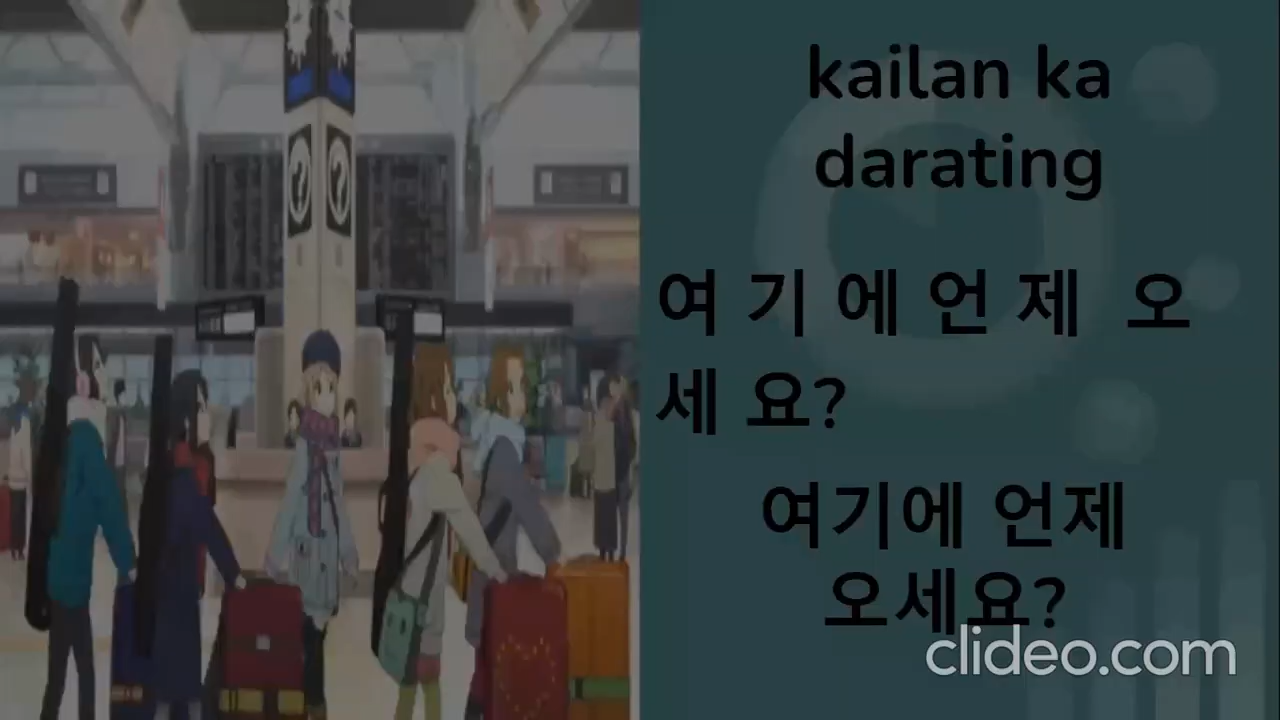 kailan ka
darating
여 기 에 언 제 오
세 요?
여기에 언제
오세요?
clideo.com
? ?